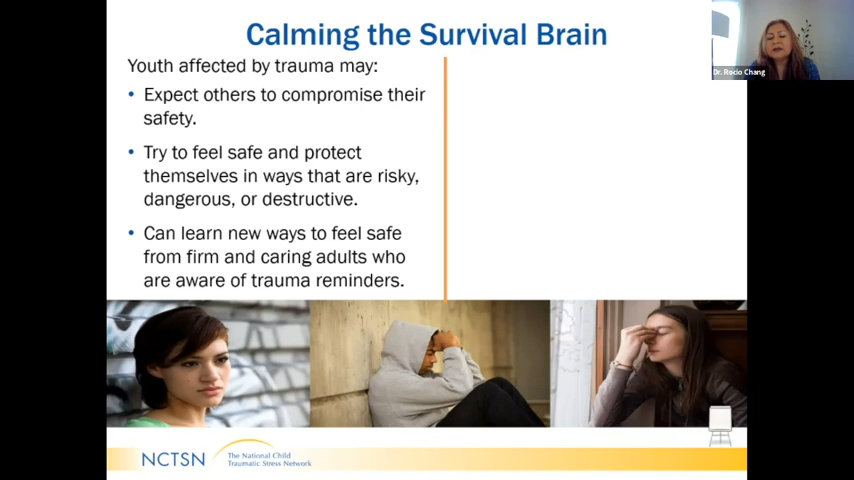 Calming the Survival Brain
Youth affected by trauma may:
• Expect others to compromise their
safety.
• Try to feel safe and protect
themselves in ways that are risky,
dangerous, or destructive.
• Can learn new ways to feel safe
from firm and caring adults who
are aware of trauma reminders.
Dr. Rocio Chang
NCTSN
The National Child
Traumatic Stress Network